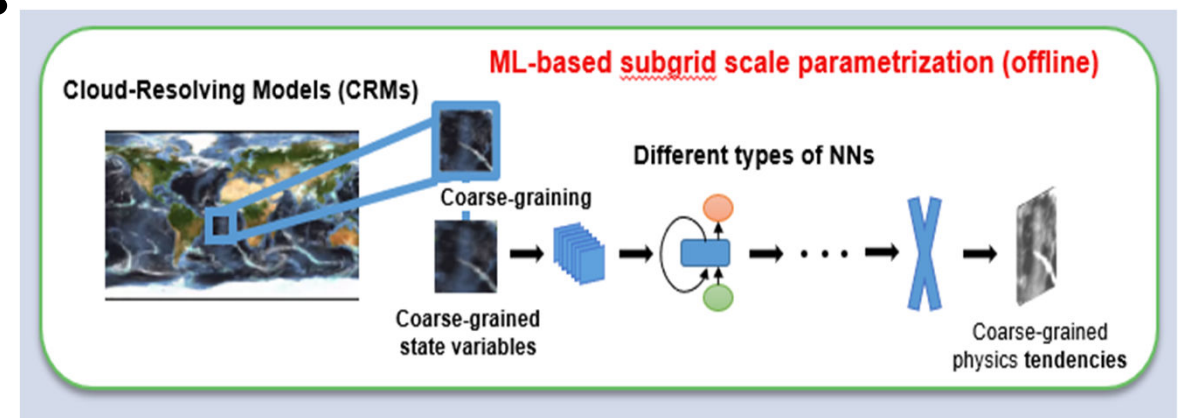 ML-based subgrid scale parametrization (offline)
Cloud-Resolving Models (CRMs)
Different types of NNs
Coarse-graining
Coarse-grained
state variables
Coarse-grained
physics tendencies